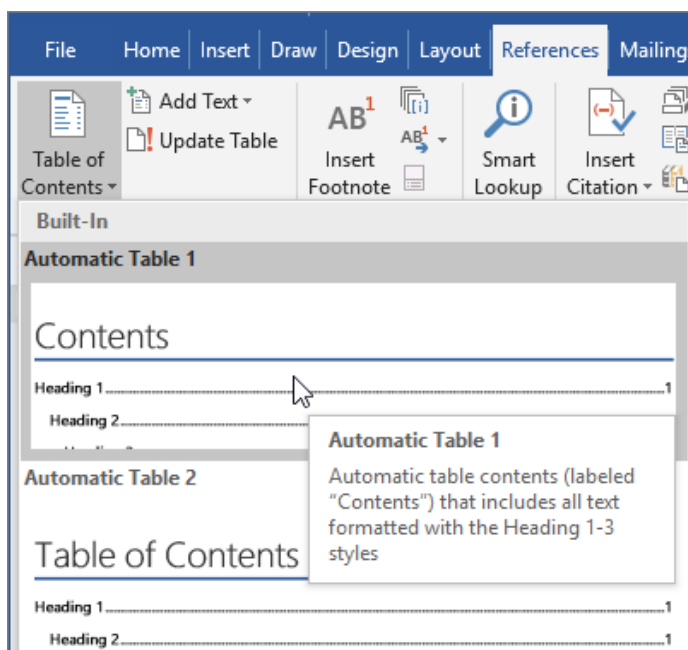 File Home Insert Draw Design Layout References Mailing
Add Text
Update Table
Table of
Contents
AB1
Insert
Footnote
[i]
AB1
Smart
Lookup
(-)
Insert
Citation
Built-In
Automatic Table 1
Contents
Heading 1 1
Heading 2
Automatic Table 1
Automatic table contents (labeled
“Contents”) that includes all text
formatted with the Heading 1-3
styles
Automatic Table 2
Table of Contents
Heading 1 1
Heading 2 1